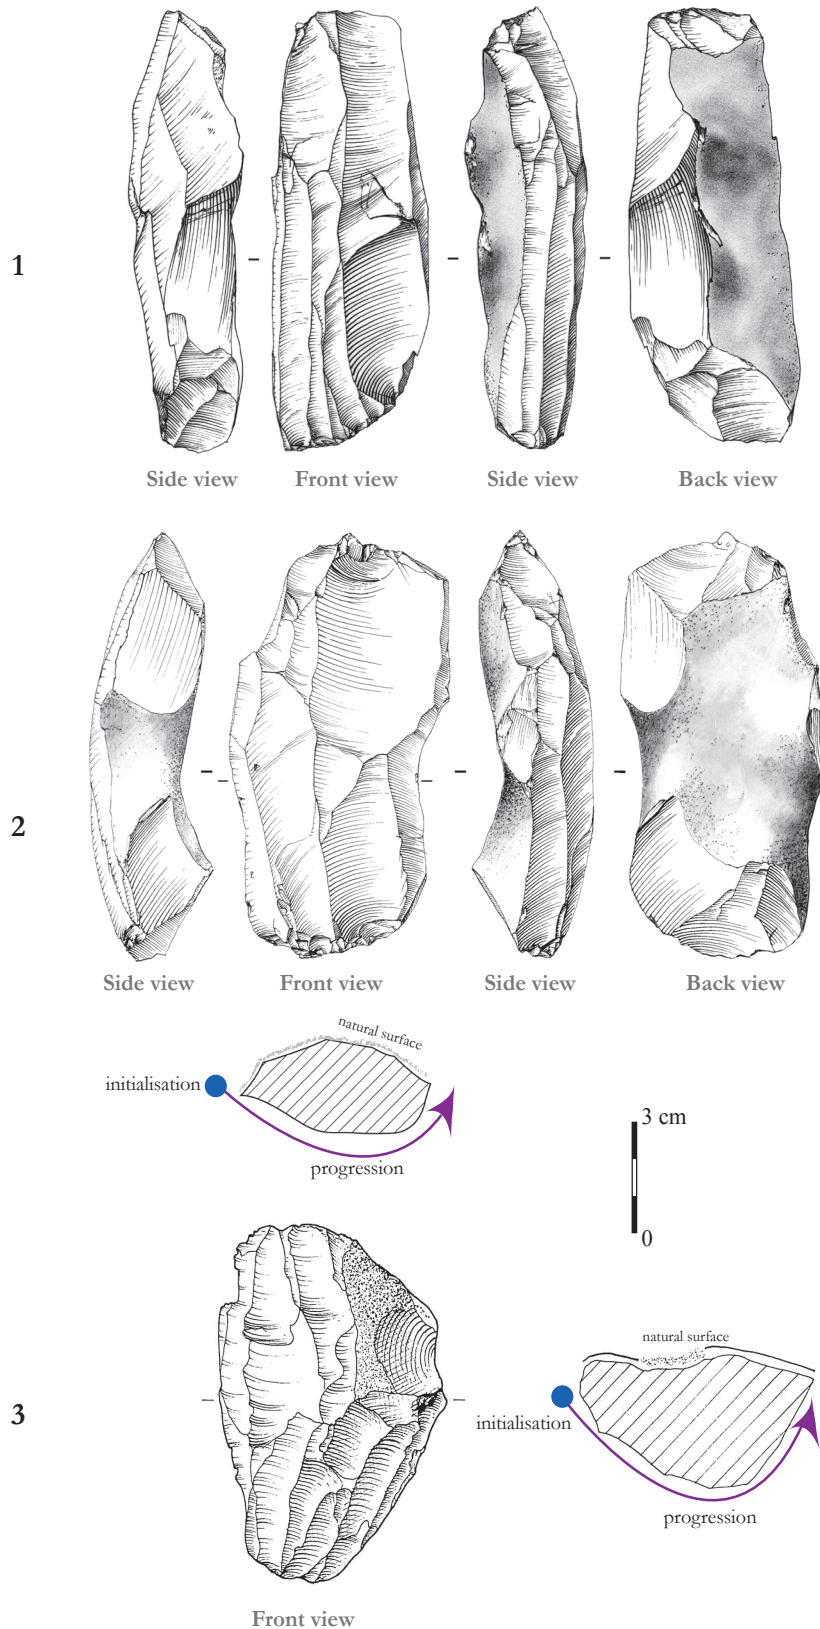 1
Side view
Front view
Side view
Back view
2
Side view
Front view
Side view
Back view
natural surface
initialisation
progression
3 cm
0
natural surface
3
initialisation
progression
Front view